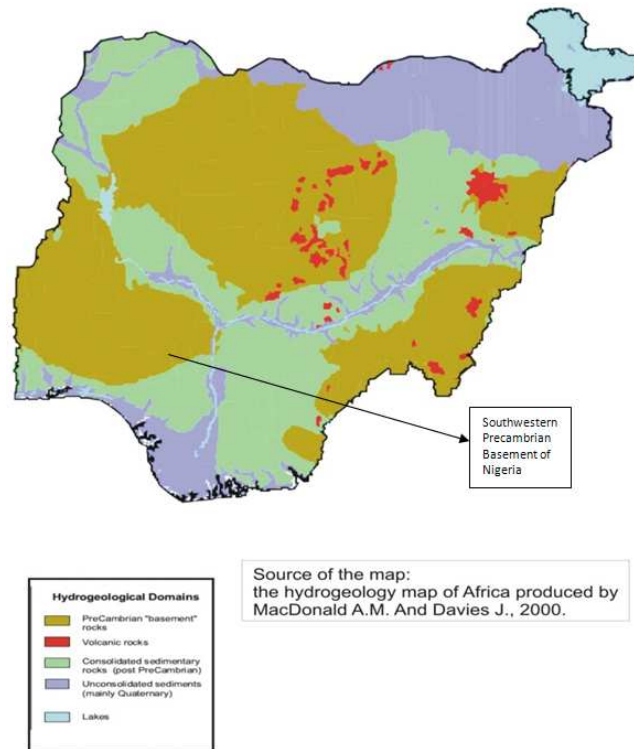 Southwestern
Precambrian
Basement of
Nigeria
Source of the map:
the hydrogeology map of Africa produced by
MacDonald A.M. And Davies J., 2000.
Hydrogeological Domains
PreCambrian "basement"
rocks
Volcanic rocks
Consolidated sedimentary
rocks (post PreCambrian)
Unconsolidated sediments
(mainly Quaternary)
Lakes